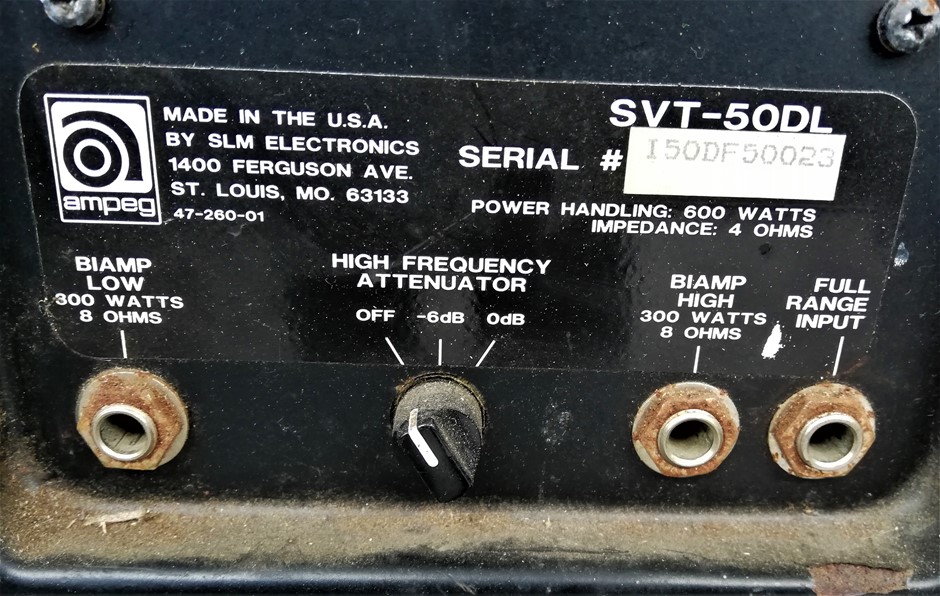 ampeg
MADE IN THE U.S.A.
BY SLM ELECTRONICS
1400 FERGUSON AVE.
ST. LOUIS, MO. 63133
47-260-01
SVT-50DL
SERIAL # I50DF50023
POWER HANDLING: 600 WATTS
IMPEDANCE: 4 OHMS
BIAMP
LOW
300 WATTS
8 OHMS
HIGH FREQUENCY
ATTENUATOR
OFF -6dB 0dB
BIAMP
HIGH
300 WATTS
8 OHMS
FULL
RANGE
INPUT